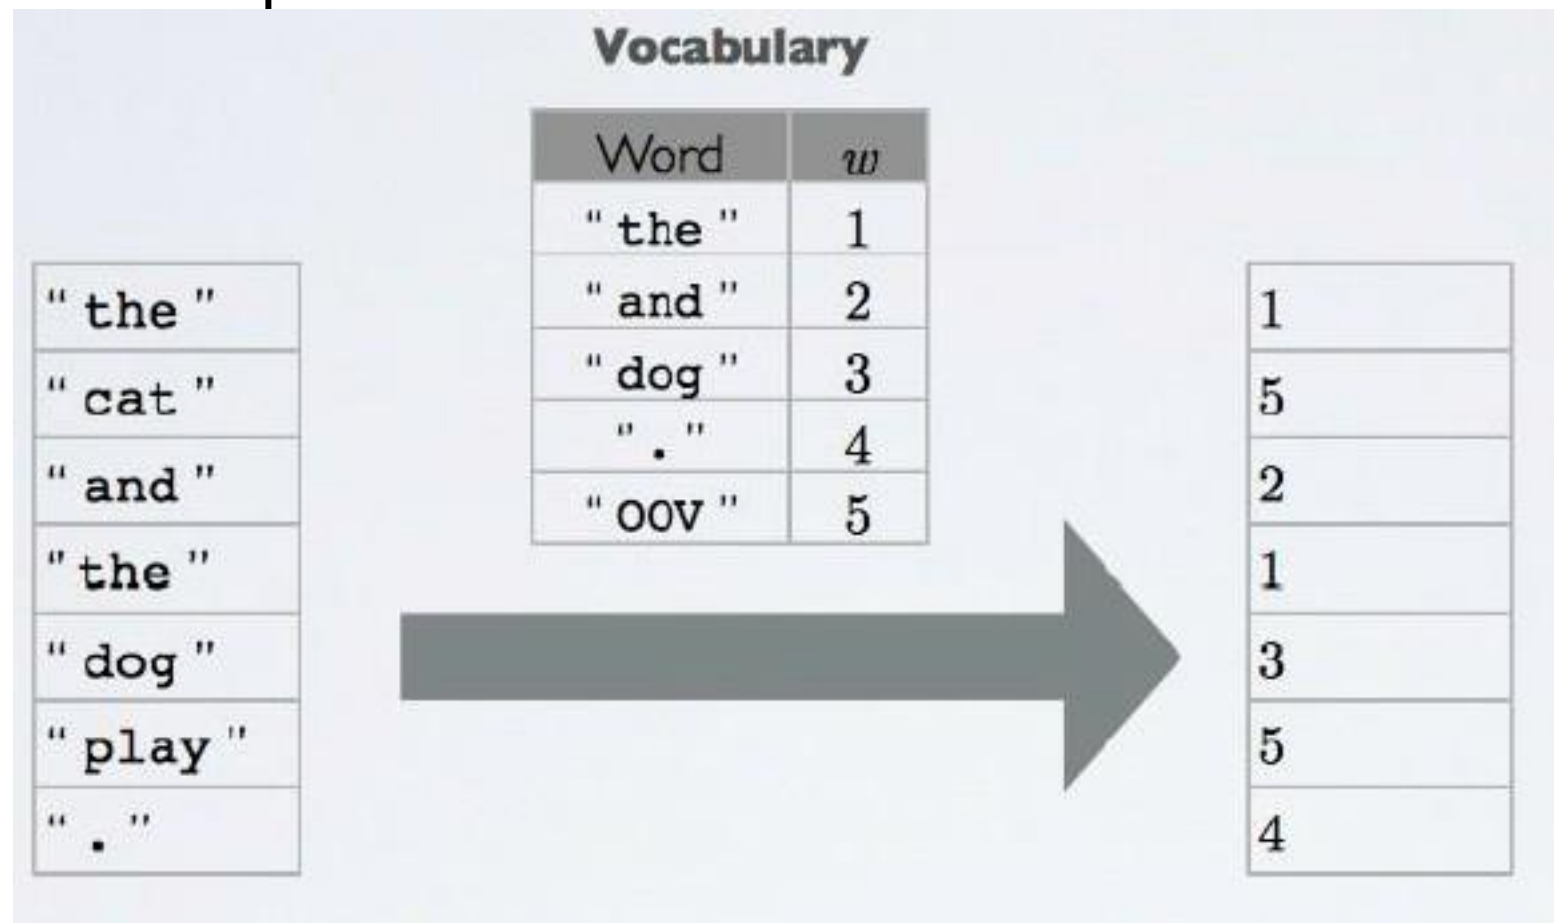 Vocabulary
Word w
" the " 1
" and " 2
" dog " 3
" . " 4
" OOV " 5
" the "
" cat "
" and "
" the "
" dog "
" play "
" . "
1
5
2
1
3
5
4